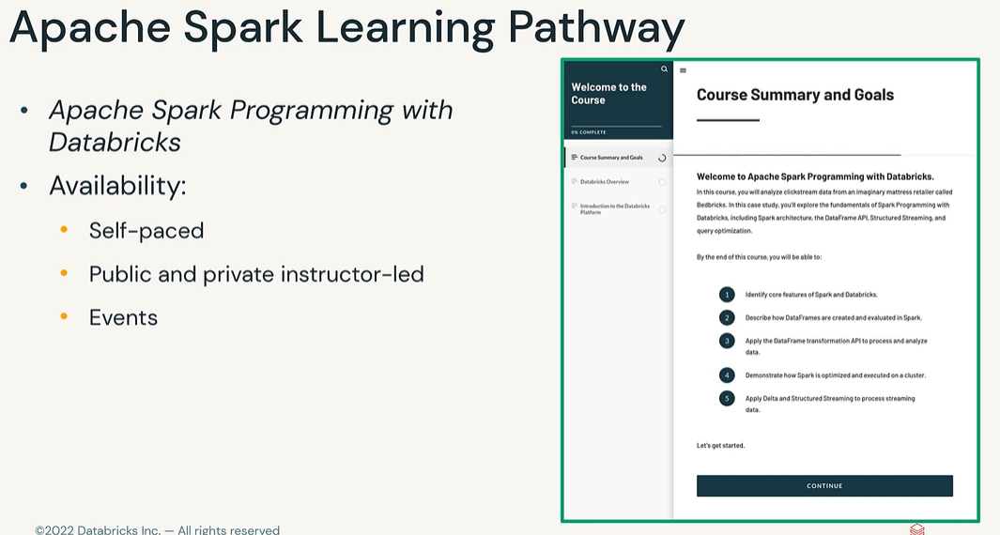 Apache Spark Learning Pathway
• Apache Spark Programming with
Databricks
• Availability:
• Self-paced
• Public and private instructor-led
• Events
Welcome to the
Course
0% COMPLETE
Course Summary and Goals
Databricks Overview
Introduction to the Databricks
Platform
Course Summary and Goals
Welcome to Apache Spark Programming with Databricks.
In this course, you will analyze clickstream data from an imaginary mattress retailer called
Bedbricks. In this case study, you'll explore the fundamentals of Spark Programming with
Databricks, including Spark architecture, the DataFrame API, Structured Streaming, and
query optimization.
By the end of this course, you will be able to:
1 Identify core features of Spark and Databricks.
2 Describe how DataFrames are created and evaluated in Spark.
3 Apply the DataFrame transformation API to process and analyze
data.
4 Demonstrate how Spark is optimized and executed on a cluster.
5 Apply Delta and Structured Streaming to process streaming
data.
Let's get started.
CONTINUE
©2022 Databricks Inc. — All rights reserved